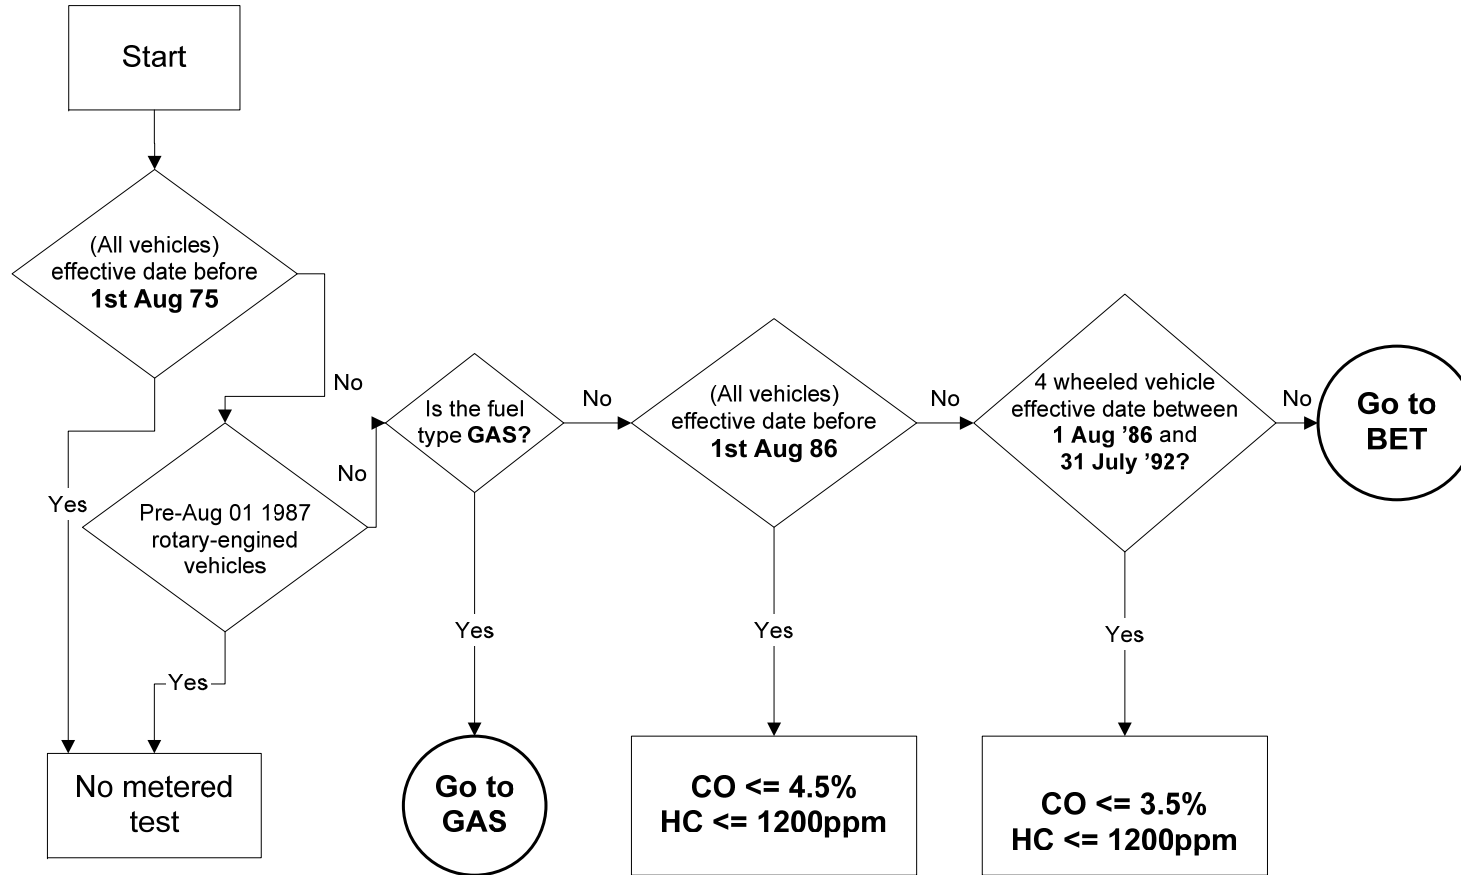 Start
(All vehicles)
effective date before
1st Aug 75
No
Yes
Pre-Aug 01 1987
rotary-engined
vehicles
No
Yes
No metered
test
Is the fuel
type GAS?
No
Yes
Go to
GAS
(All vehicles)
effective date before
1st Aug 86
No
Yes
CO <= 4.5%
HC <= 1200ppm
4 wheeled vehicle
effective date between
1 Aug ’86 and
31 July ’92?
No
Yes
CO <= 3.5%
HC <= 1200ppm
Go to
BET